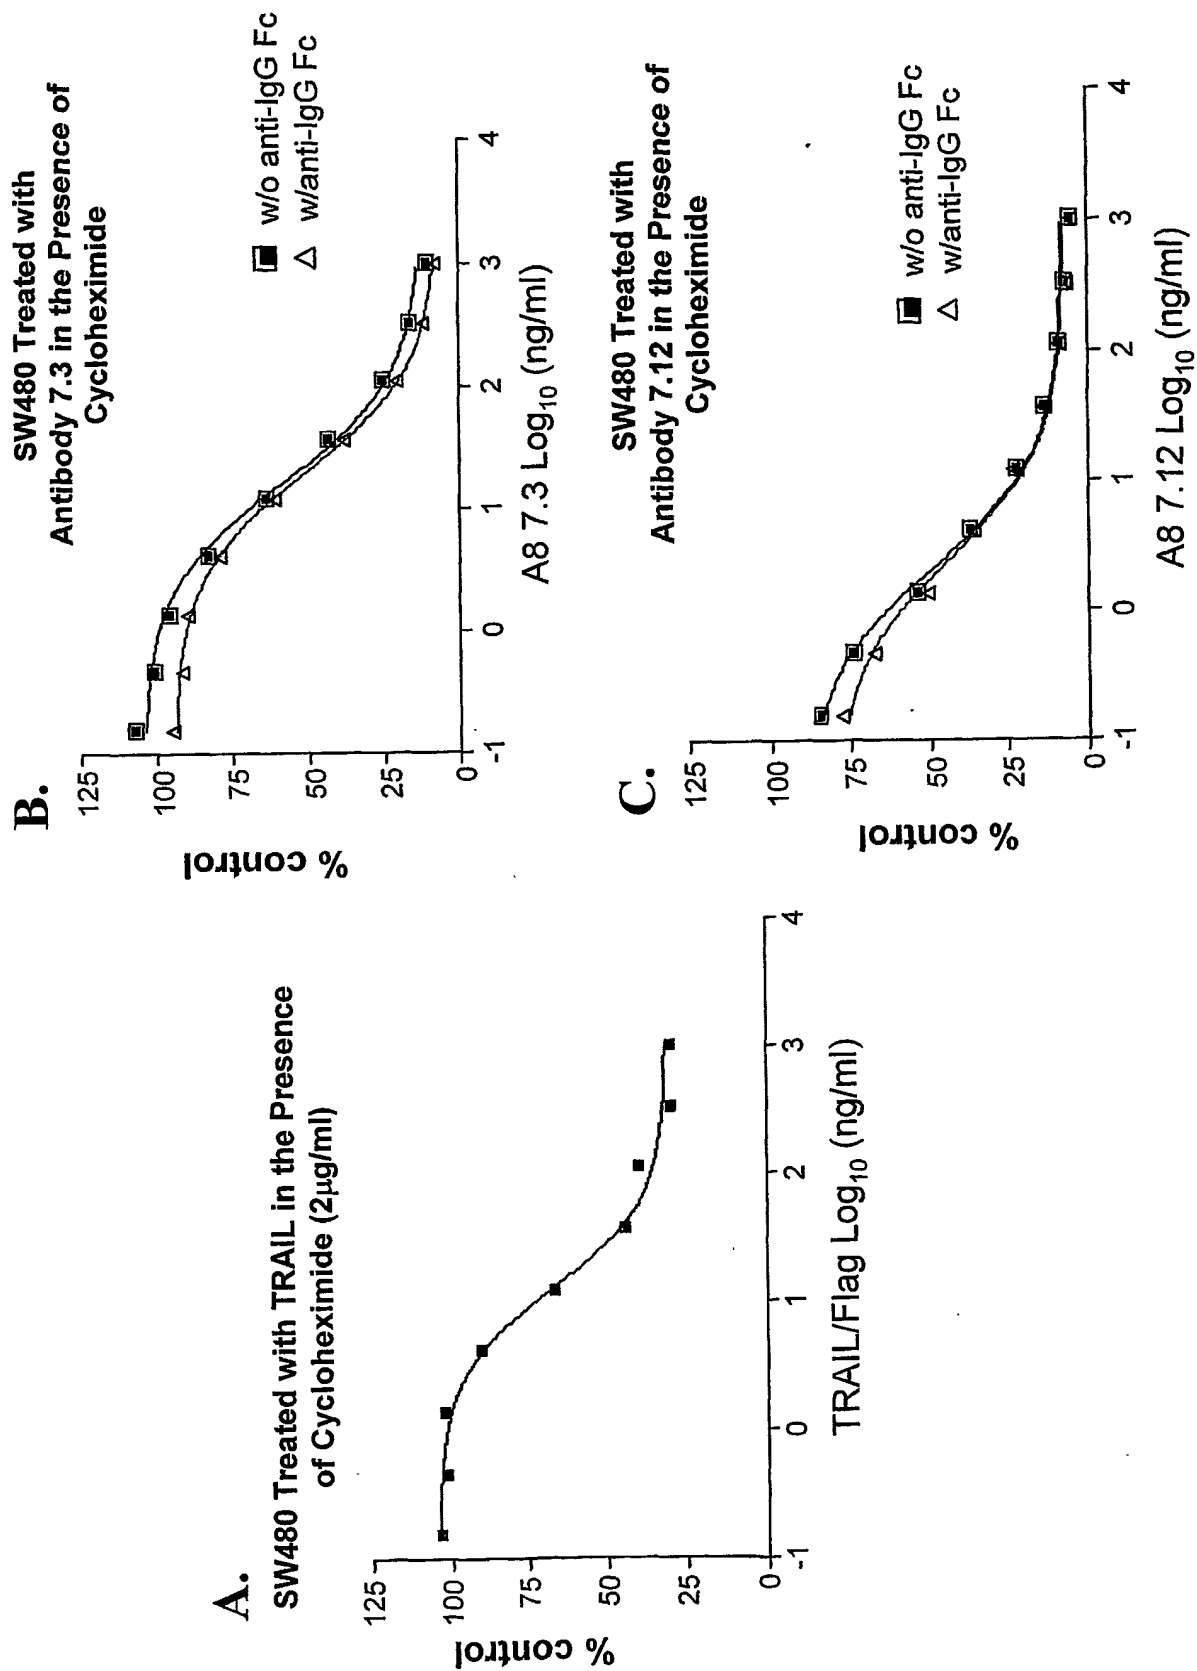 A.
SW480 Treated with TRAIL in the Presence
of Cycloheximide (2μg/ml)
% control
125
100
75
50
25
0
-1
0
1
2
3
4
TRAIL/Flag Log10 (ng/ml)
B.
SW480 Treated with
Antibody 7.3 in the Presence of
Cycloheximide
w/o anti-IgG Fc
w/anti-IgG Fc
% control
125
100
75
50
25
0
-1
0
1
2
3
4
A8 7.3 Log10 (ng/ml)
C.
SW480 Treated with
Antibody 7.12 in the Presence of
Cycloheximide
w/o anti-IgG Fc
w/anti-IgG Fc
% control
125
100
75
50
25
0
-1
0
1
2
3
4
A8 7.12 Log10 (ng/ml)